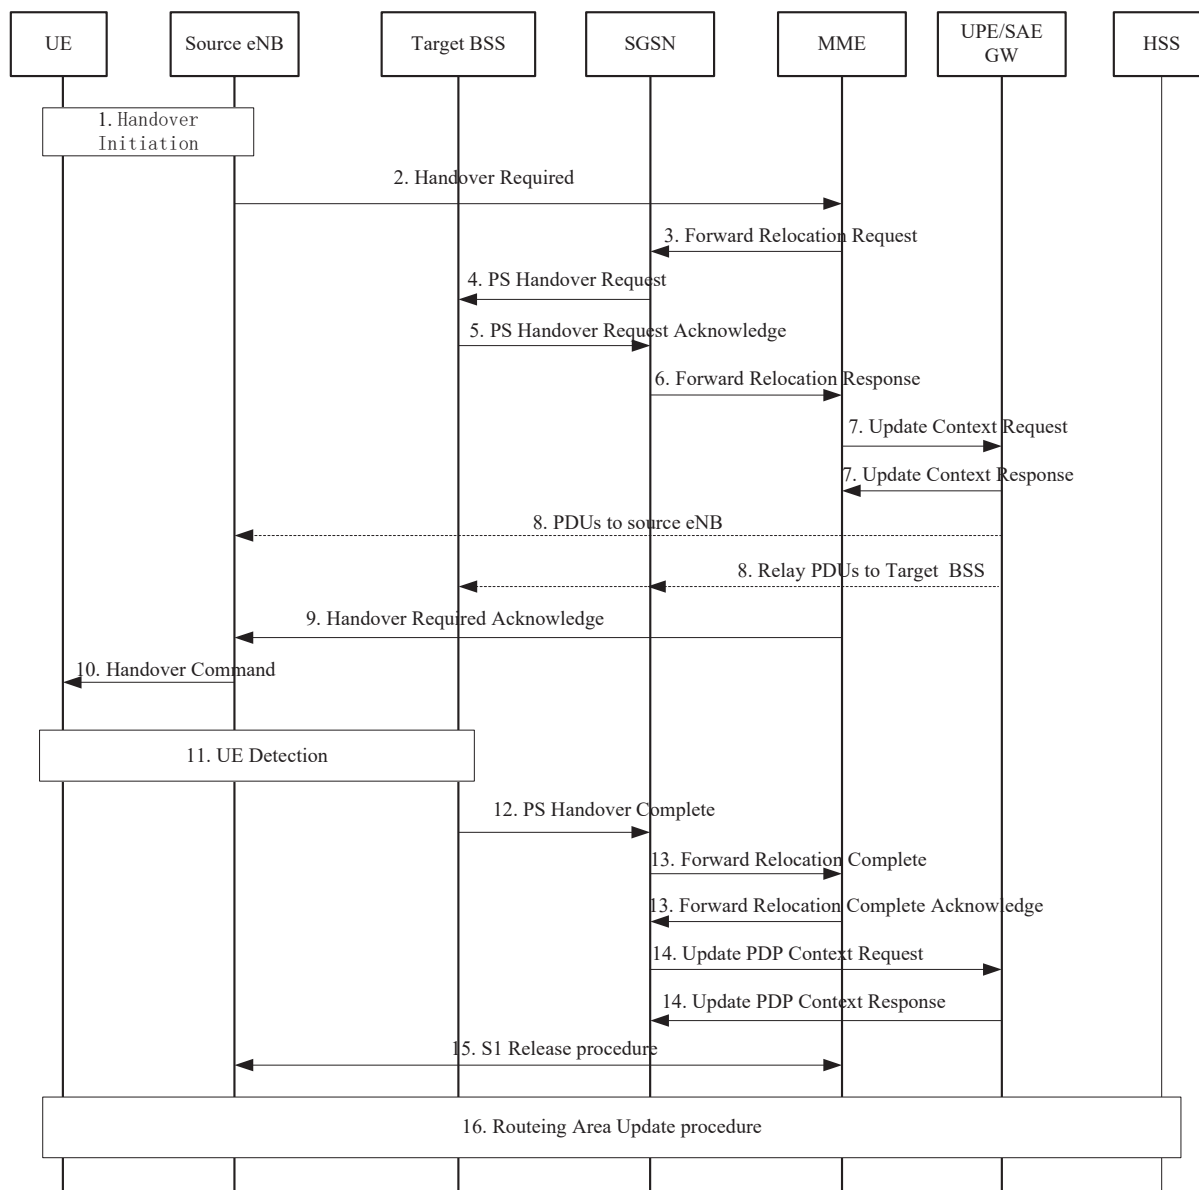 UE
Source eNB
Target BSS
SGSN
MME
UPE/SAE
GW
HSS
1. Handover
Initiation
2. Handover Required
3. Forward Relocation Request
4. PS Handover Request
5. PS Handover Request Acknowledge
6. Forward Relocation Response
7. Update Context Request
7. Update Context Response
8. PDUs to source eNB
8. Relay PDUs to Target BSS
9. Handover Required Acknowledge
10. Handover Command
11. UE Detection
12. PS Handover Complete
13. Forward Relocation Complete
13. Forward Relocation Complete Acknowledge
14. Update PDP Context Request
14. Update PDP Context Response
15. S1 Release procedure
16. Routeing Area Update procedure